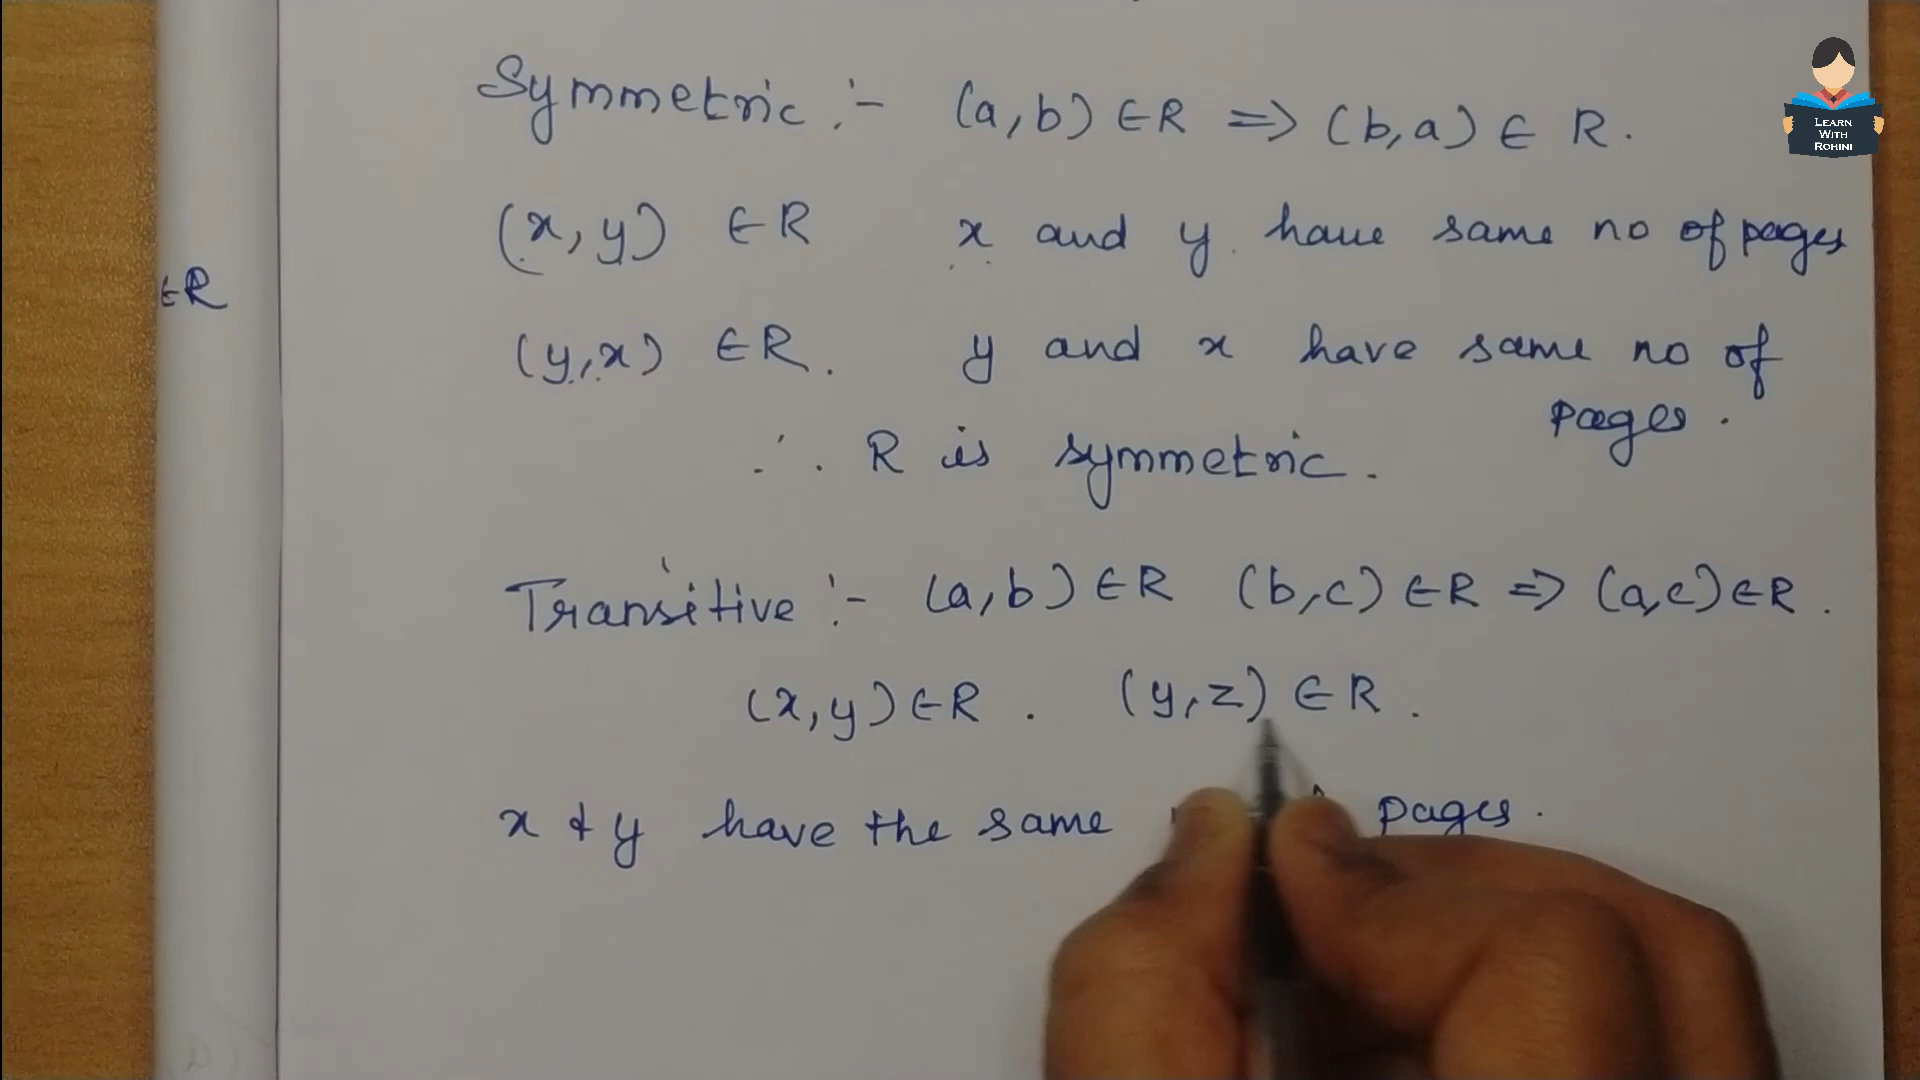 Symmetric :- (a,b) ∈ R ⇒ (b,a) ∈ R.
(x,y) ∈ R x and y have same no of pages
∈R
(y,x) ∈ R. y and x have same no of
pages.
∴ R is symmetric.
Transitive :- (a,b) ∈ R (b,c) ∈ R ⇒ (a,c) ∈ R.
(x,y) ∈ R. (y,z) ∈ R.
x & y have the same pages.
LEARN
WITH
ROHINI